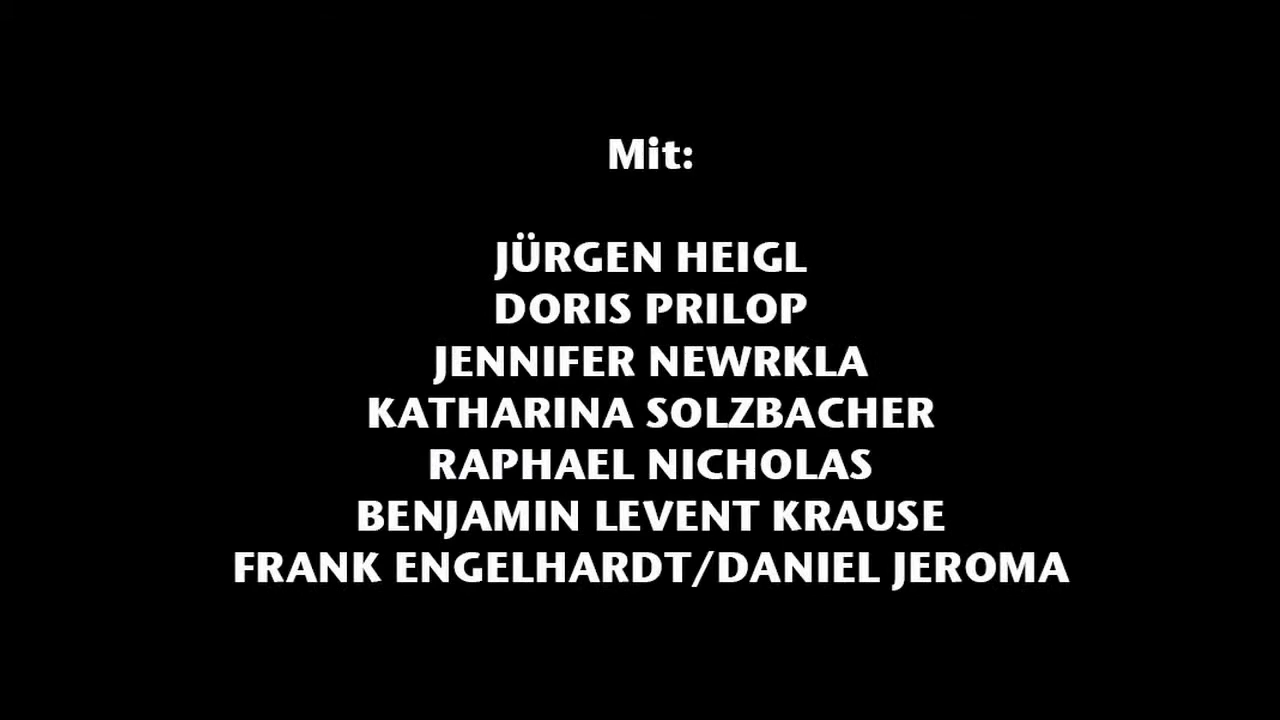 Mit:
JÜRGEN HEIGL
DORIS PRILOP
JENNIFER NEWRKLA
KATHARINA SOLZBACHER
RAPHAEL NICHOLAS
BENJAMIN LEVENT KRAUSE
FRANK ENGELHARDT/DANIEL JEROMA